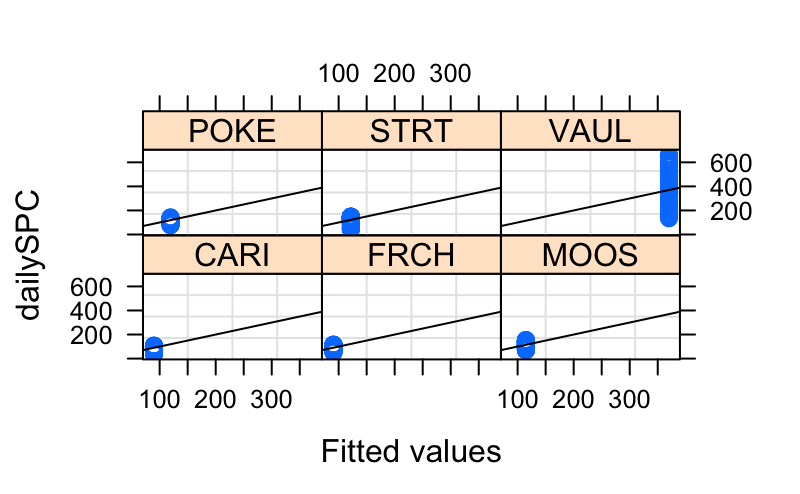 100 200 300
POKE STRT VAUL
600
400
200
CARI FRCH MOOS
600
400
200
100 200 300 100 200 300
dailySPC
Fitted values